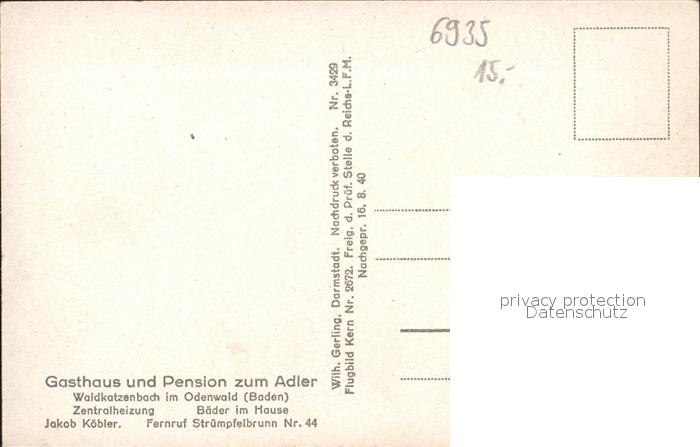 6935
15.-
Wilh. Gerling, Darmstadt. Nachdruck verboten. Nr. 3429
Flugbild Kern Nr. 2672. Freig. d. Prüf. Stelle d. Reichs-L.F.M.
Nachgepr. 16. 8. 40
privacy protection
Datenschutz
Gasthaus und Pension zum Adler
Waldkatzenbach im Odenwald (Baden)
Zentralheizung Bäder im Hause
Jakob Köbler. Fernruf Strümpfelbrunn Nr. 44